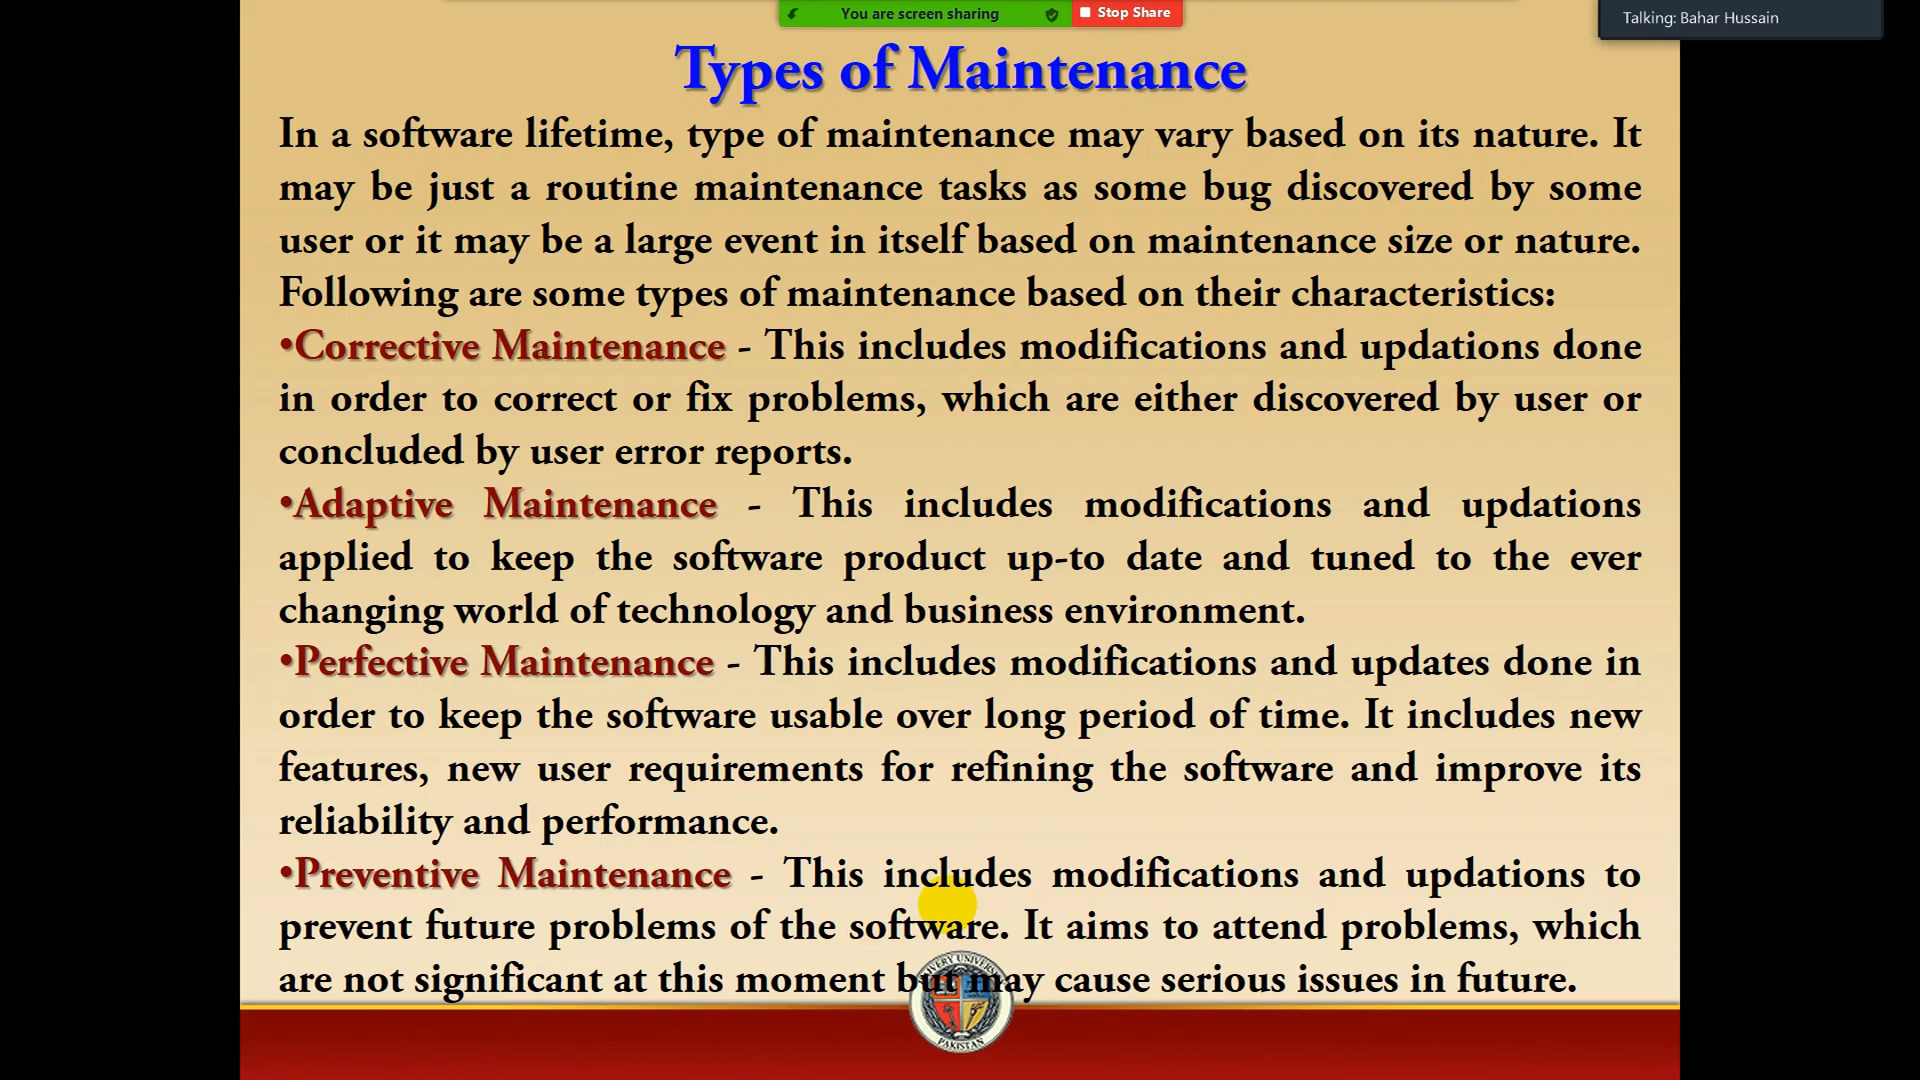 You are screen sharing
Stop Share
Talking: Bahar Hussain
Types of Maintenance
In a software lifetime, type of maintenance may vary based on its nature. It
may be just a routine maintenance tasks as some bug discovered by some
user or it may be a large event in itself based on maintenance size or nature.
Following are some types of maintenance based on their characteristics:
•Corrective Maintenance - This includes modifications and updations done
in order to correct or fix problems, which are either discovered by user or
concluded by user error reports.
•Adaptive Maintenance - This includes modifications and updations
applied to keep the software product up-to date and tuned to the ever
changing world of technology and business environment.
•Perfective Maintenance - This includes modifications and updates done in
order to keep the software usable over long period of time. It includes new
features, new user requirements for refining the software and improve its
reliability and performance.
•Preventive Maintenance - This includes modifications and updations to
prevent future problems of the software. It aims to attend problems, which
are not significant at this moment but may cause serious issues in future.
PAKISTAN